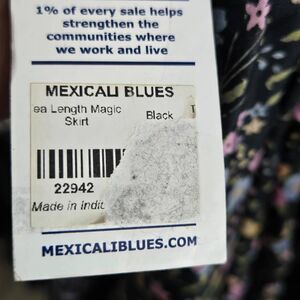 1% of every sale helps
strengthen the
communities where
we work and live
MEXICALI BLUES
ea Length Magic
Skirt Black
22942
Made in
MEXICALIBLUES.COM